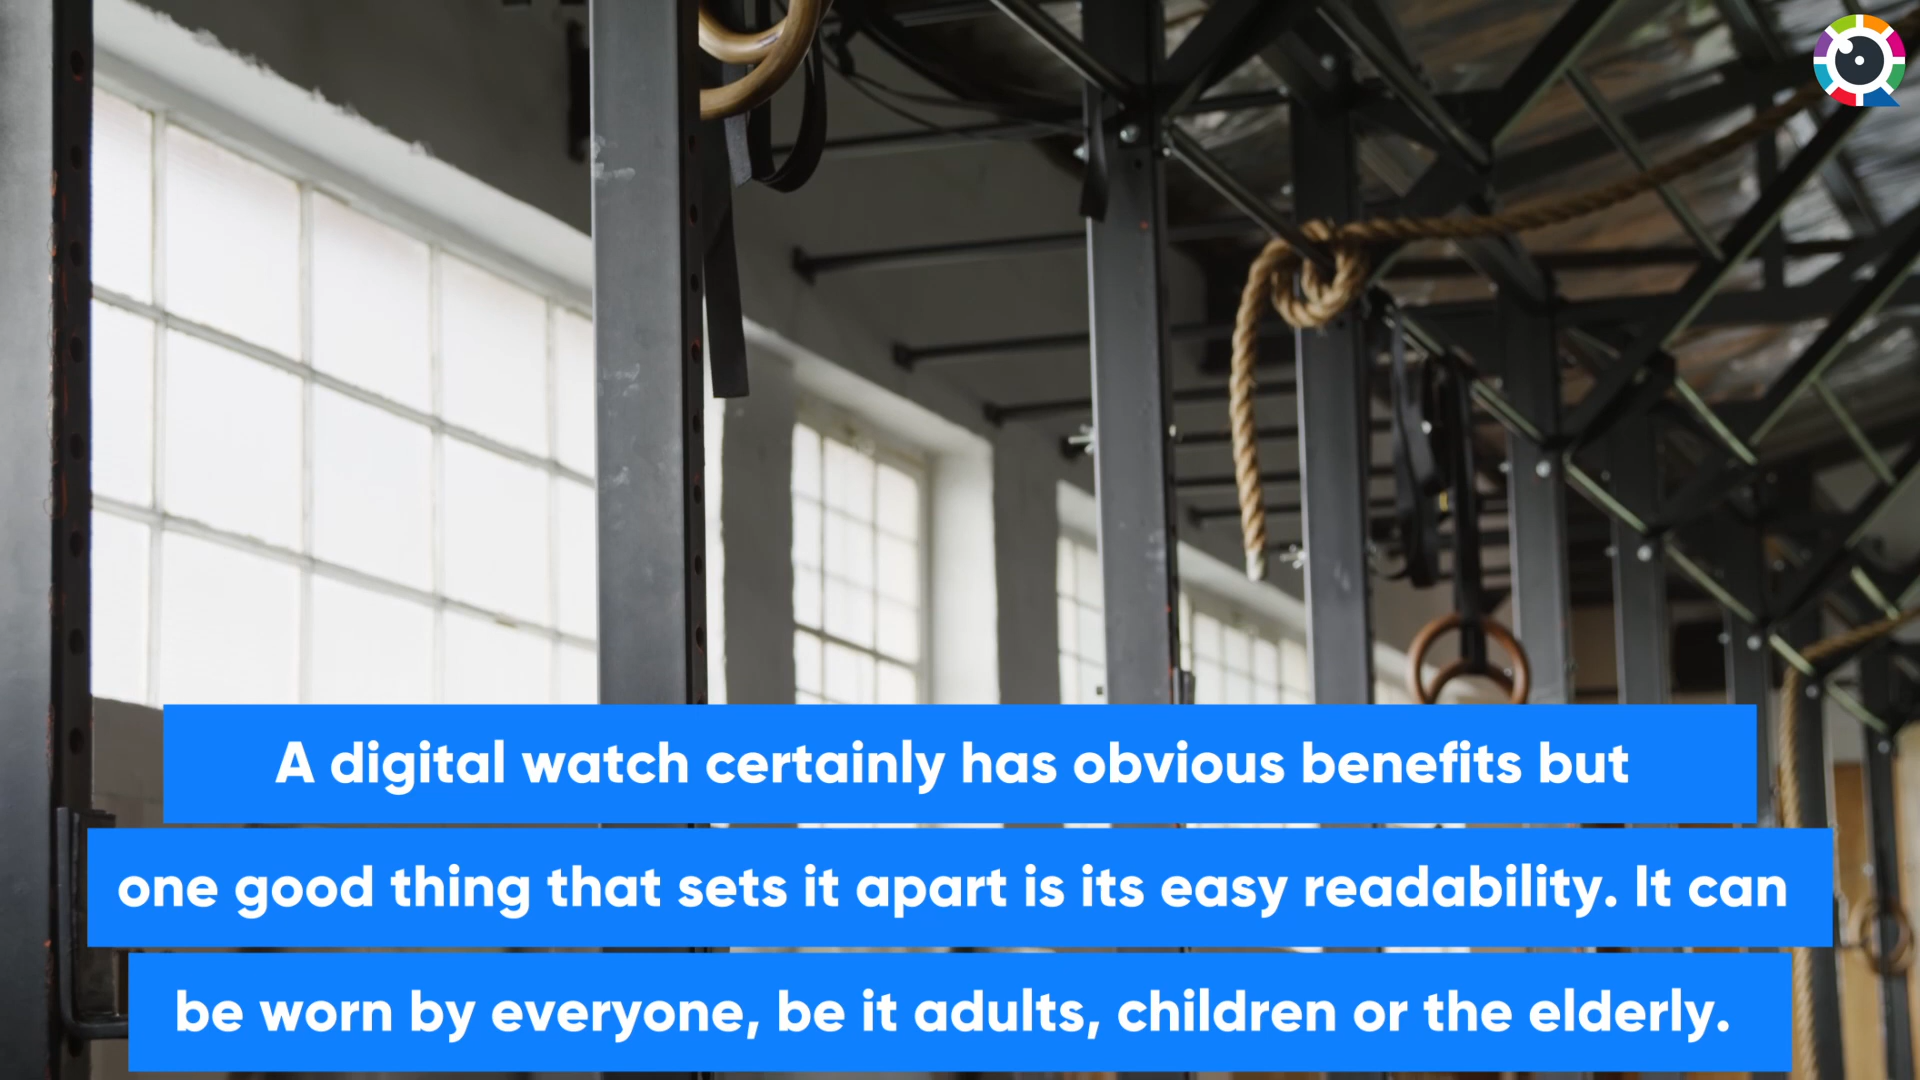 A digital watch certainly has obvious benefits but
one good thing that sets it apart is its easy readability. It can
be worn by everyone, be it adults, children or the elderly.